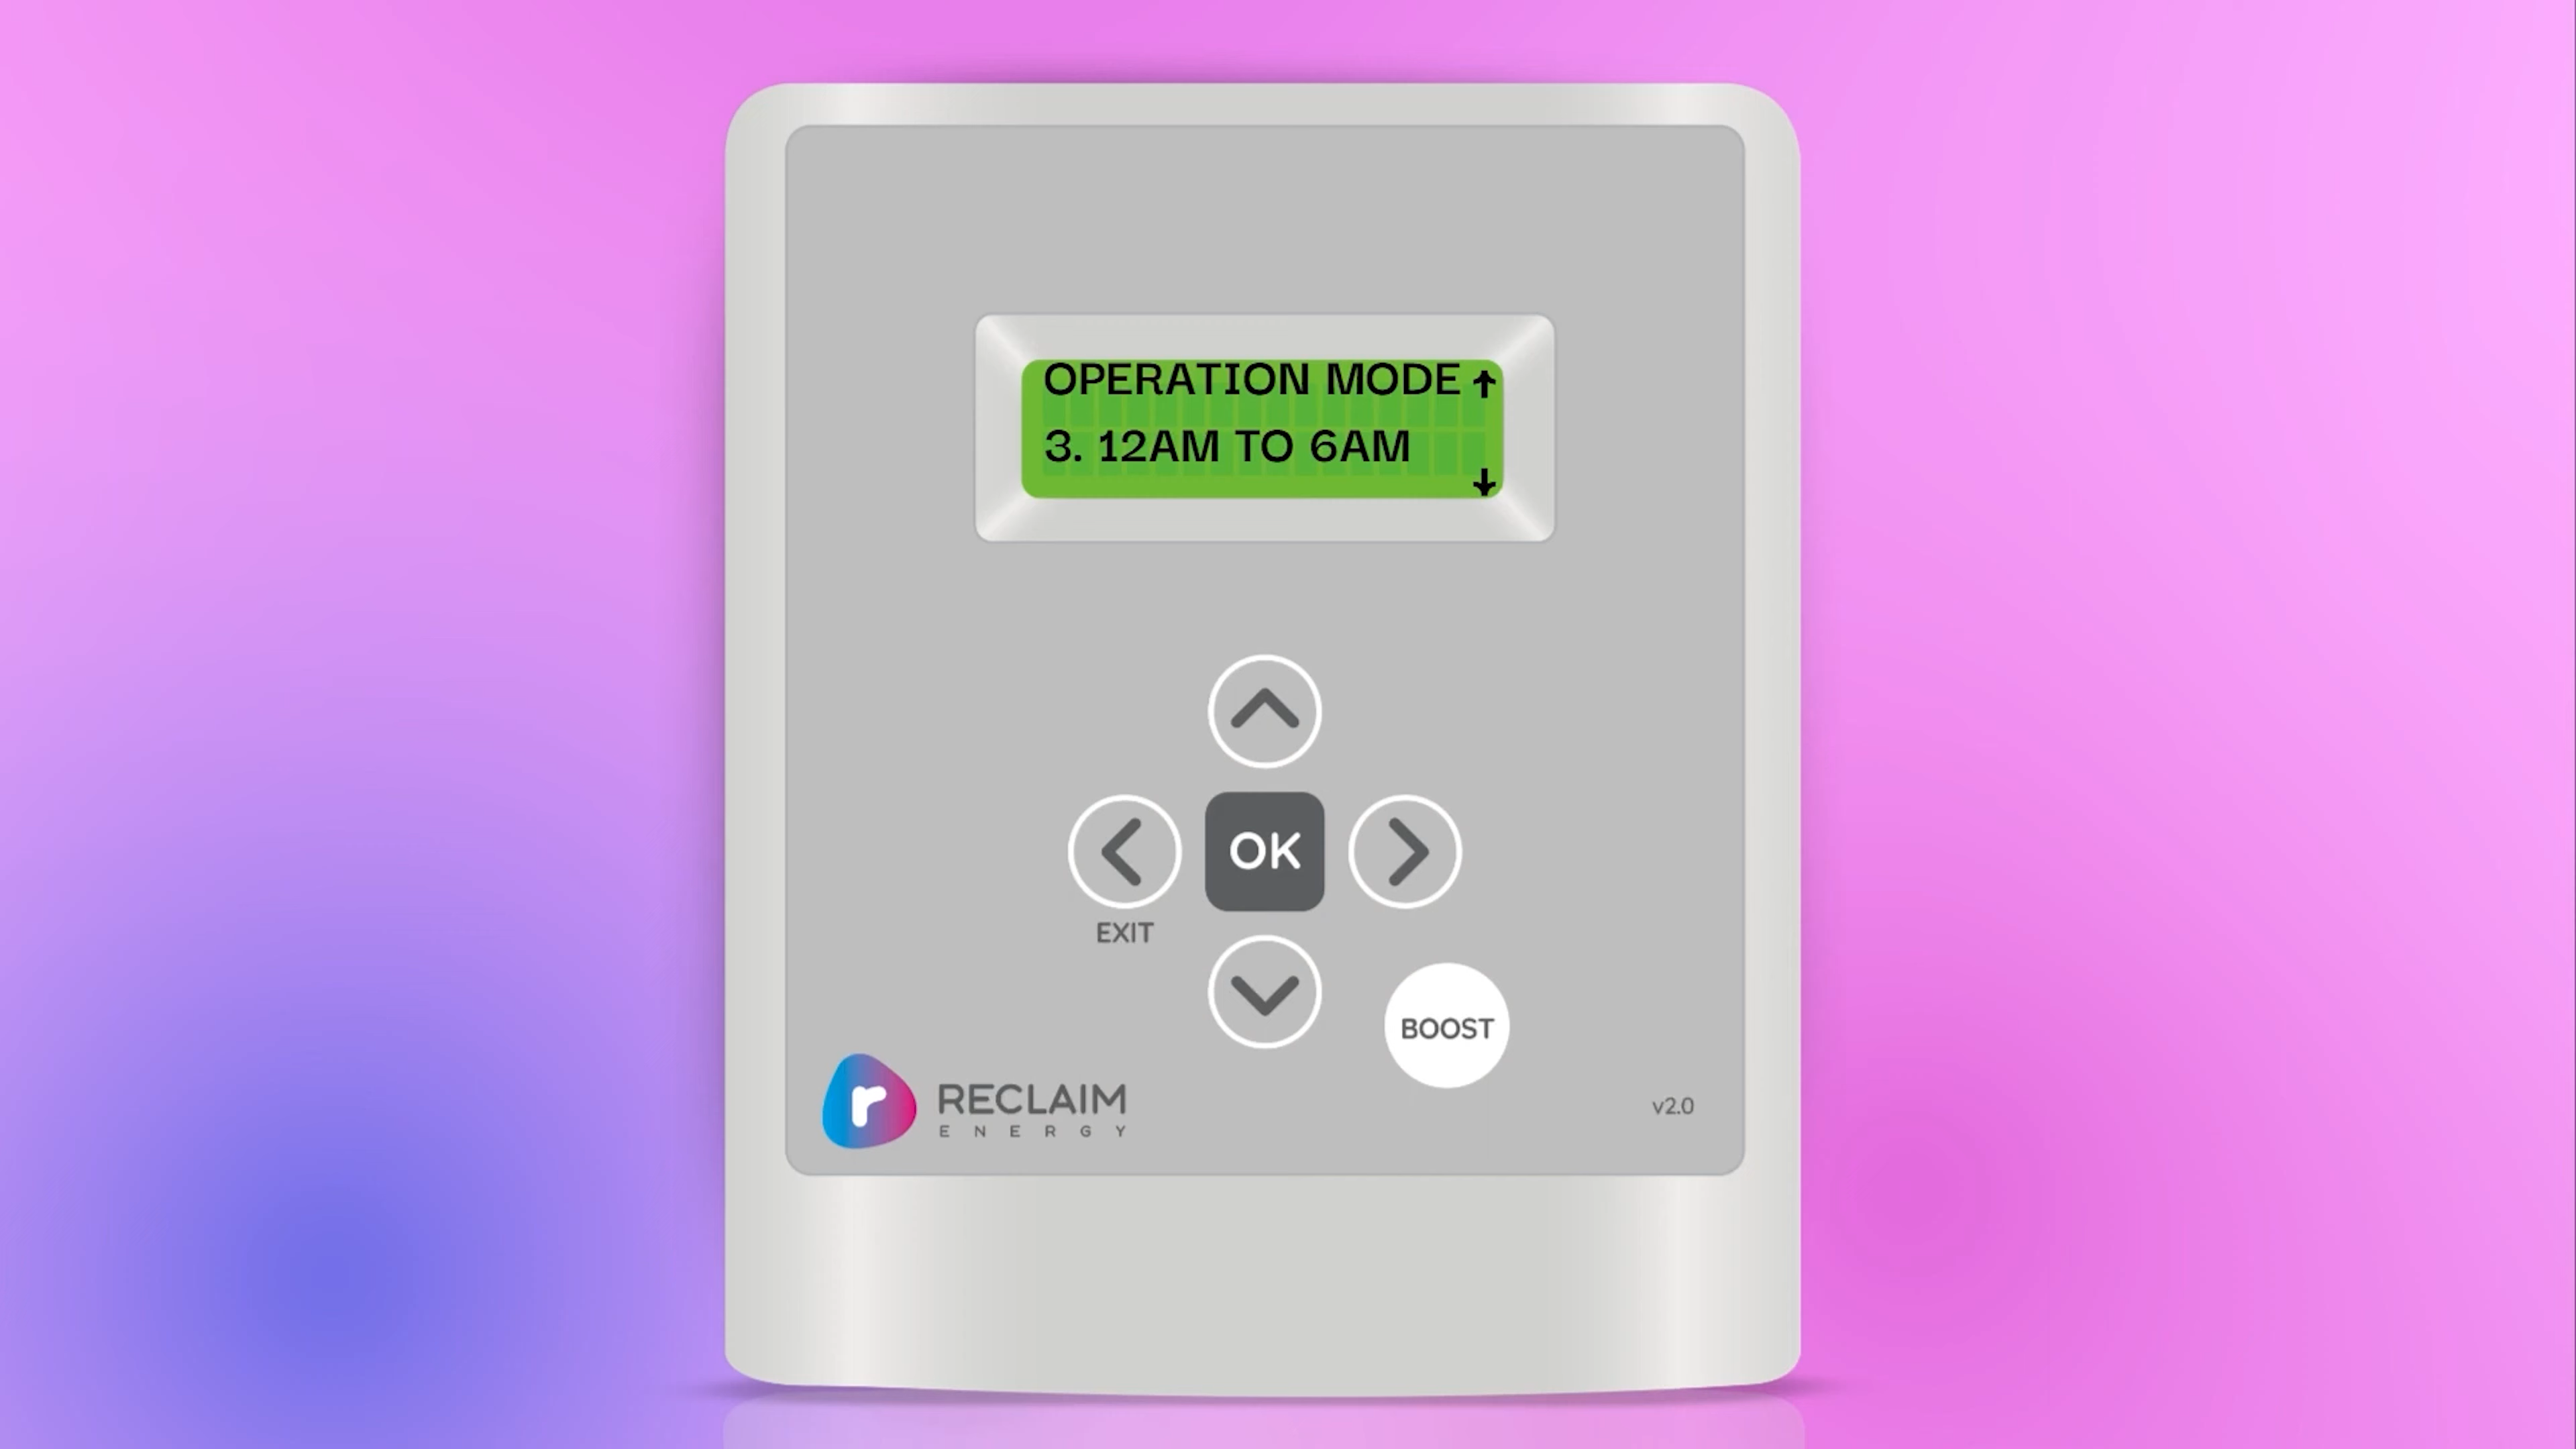 OPERATION MODE ↑
3. 12AM TO 6AM
↓
OK
EXIT
BOOST
r RECLAIM
ENERGY
v2.0